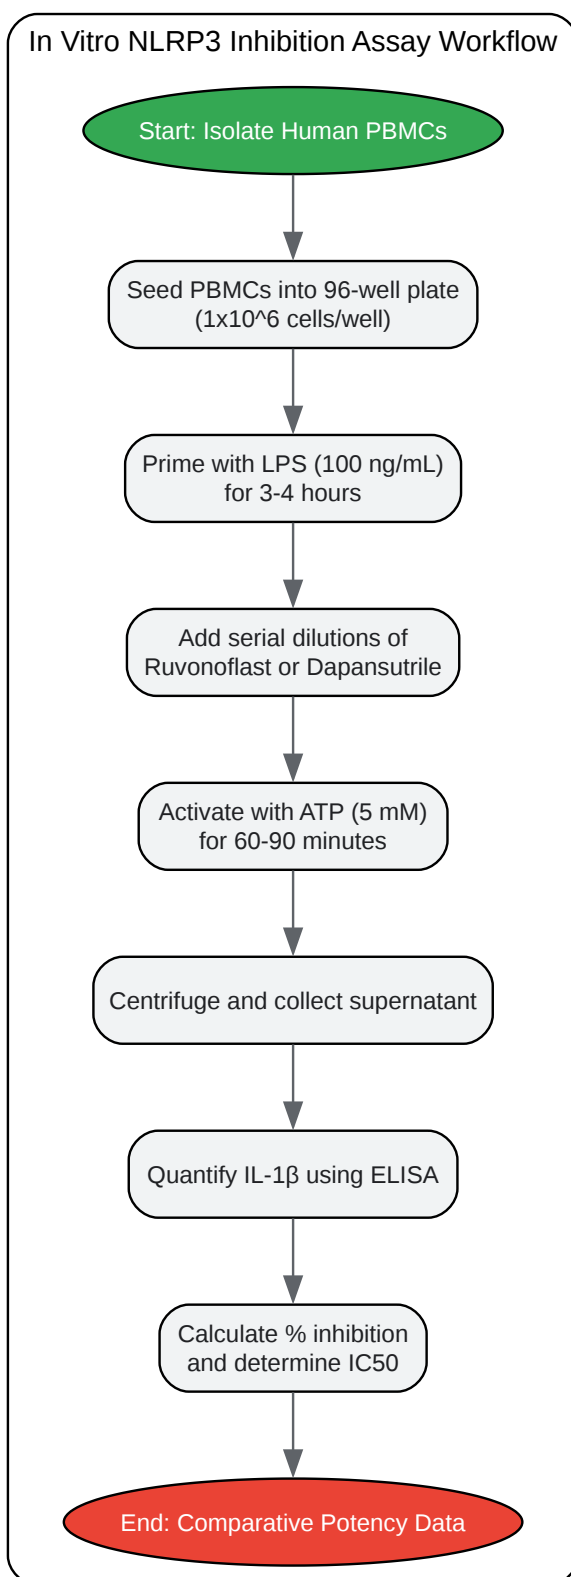 In Vitro NLRP3 Inhibition Assay Workflow
Start: Isolate Human PBMCs
Seed PBMCs into 96-well plate
(1x10^6 cells/well)
Prime with LPS (100 ng/mL)
for 3-4 hours
Add serial dilutions of
Ruvonoflast or Dapansutrile
Activate with ATP (5 mM)
for 60-90 minutes
Centrifuge and collect supernatant
Quantify IL-1β using ELISA
Calculate % inhibition
and determine IC50
End: Comparative Potency Data